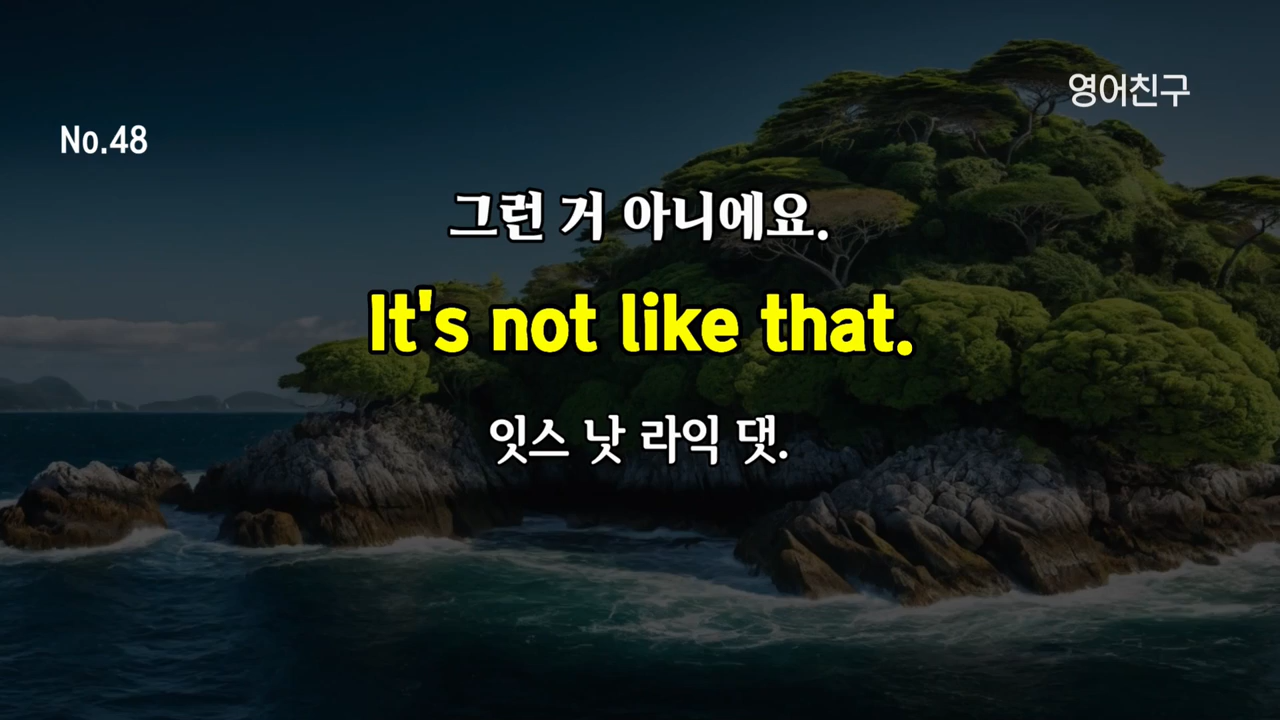 영어친구
No.48
그런 거 아니에요.
It's not like that.
잇스 낫 라익 댓.